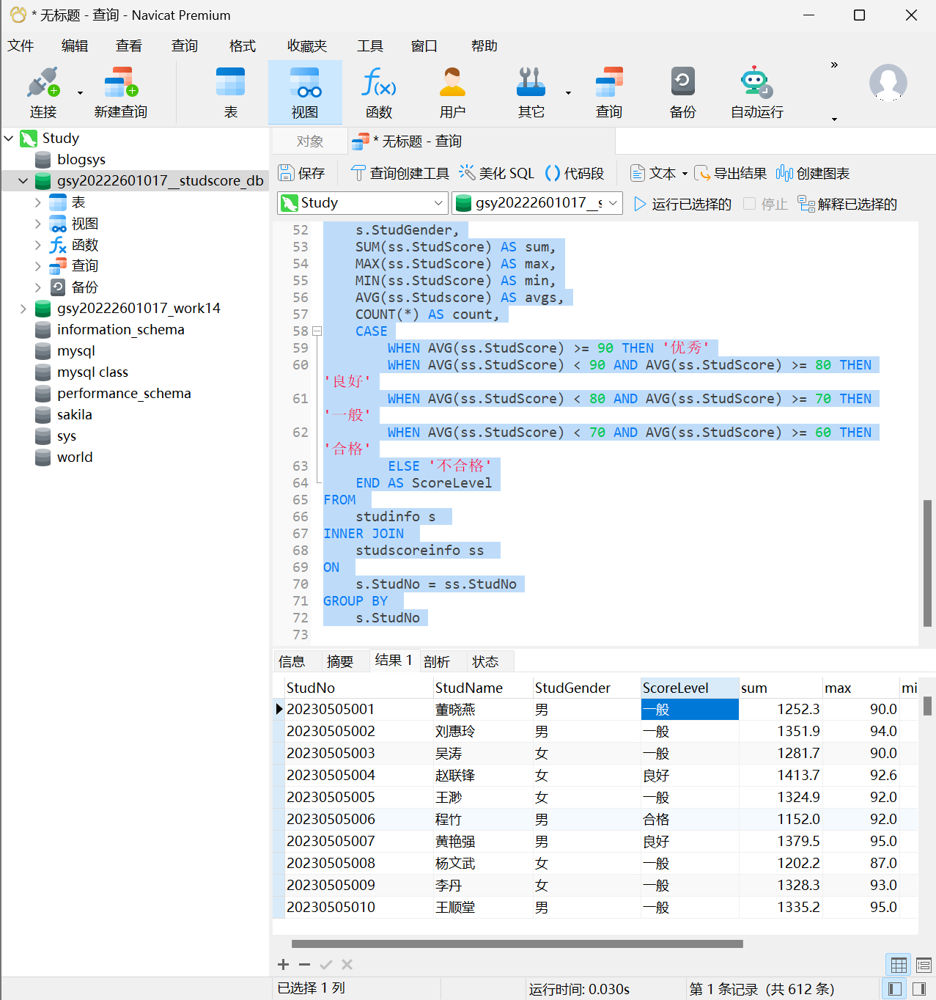 * 无标题 - 查询 - Navicat Premium
文件 编辑 查看 查询 格式 收藏夹 工具 窗口 帮助
连接 新建查询 表 视图 函数 用户 其它 查询 备份 自动运行
»
Study
blogsys
gsy20222601017__studscore_db
表
视图
函数
查询
备份
gsy20222601017_work14
information_schema
mysql
mysql class
performance_schema
sakila
sys
world
对象 * 无标题 - 查询
保存 查询创建工具 美化 SQL () 代码段 文本 导出结果 创建图表
Study gsy20222601017__s 运行已选择的 停止 解释已选择的
52 s.StudGender,
53 SUM(ss.StudScore) AS sum,
54 MAX(ss.StudScore) AS max,
55 MIN(ss.StudScore) AS min,
56 AVG(ss.Studscore) AS avgs,
57 COUNT(*) AS count,
58 CASE
59 WHEN AVG(ss.StudScore) >= 90 THEN '优秀'
60 WHEN AVG(ss.StudScore) < 90 AND AVG(ss.StudScore) >= 80 THEN
'良好'
61 WHEN AVG(ss.StudScore) < 80 AND AVG(ss.StudScore) >= 70 THEN
'一般'
62 WHEN AVG(ss.StudScore) < 70 AND AVG(ss.StudScore) >= 60 THEN
'合格'
63 ELSE '不合格'
64 END AS ScoreLevel
65 FROM
66 studinfo s
67 INNER JOIN
68 studscoreinfo ss
69 ON
70 s.StudNo = ss.StudNo
71 GROUP BY
72 s.StudNo
73
信息 摘要 结果 1 剖析 状态
StudNo StudName StudGender ScoreLevel sum max mi
20230505001 董晓燕 男 一般 1252.3 90.0
20230505002 刘惠玲 男 一般 1351.9 94.0
20230505003 吴涛 女 一般 1281.7 90.0
20230505004 赵联锋 女 良好 1413.7 92.6
20230505005 王渺 女 一般 1324.9 92.0
20230505006 程竹 男 合格 1152.0 92.0
20230505007 黄艳强 男 良好 1379.5 95.0
20230505008 杨文武 女 一般 1202.2 87.0
20230505009 李丹 女 一般 1328.3 93.0
20230505010 王顺堂 男 一般 1335.2 95.0
已选择 1 列 运行时间: 0.030s 第 1 条记录 (共 612 条)